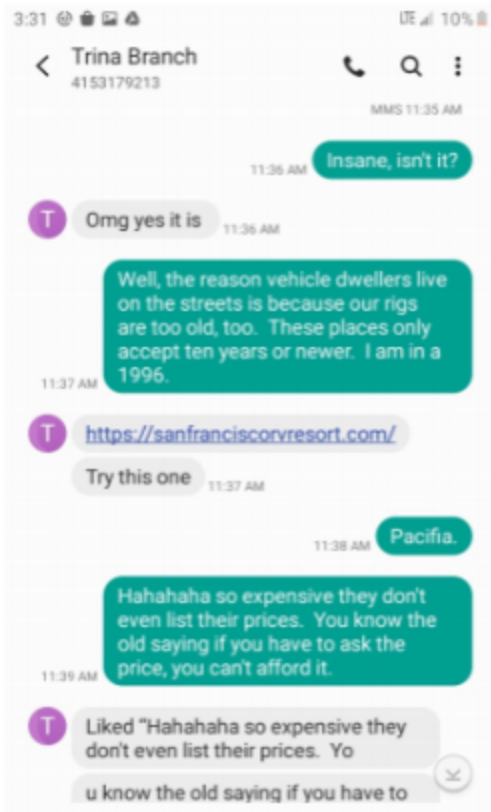 3:31 LTE 10%
Trina Branch
4153179213
MMS 11:35 AM
11:36 AM Insane, isn't it?
T Omg yes it is 11:36 AM
Well, the reason vehicle dwellers live
on the streets is because our rigs
are too old, too. These places only
accept ten years or newer. I am in a
11:37 AM 1996.
T https://sanfranciscorvresort.com/
Try this one 11:37 AM
11:38 AM Pacifia.
Hahahaha so expensive they don't
even list their prices. You know the
old saying if you have to ask the
11:39 AM price, you can't afford it.
T Liked “Hahahaha so expensive they
don't even list their prices. Yo
u know the old saying if you have to